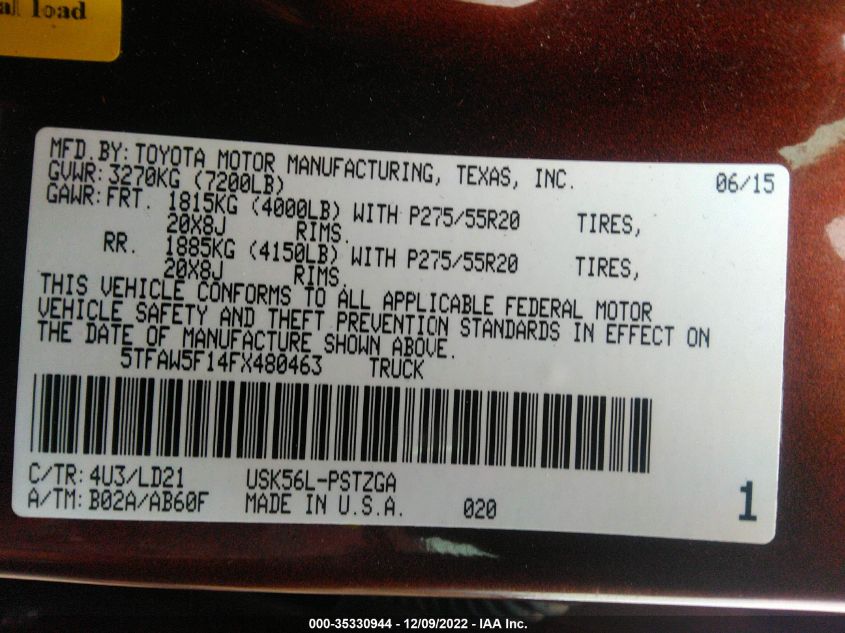 al load
MFD.BY: TOYOTA MOTOR MANUFACTURING, TEXAS, INC. 06/15
GVWR: 3270KG (7200LB)
GAWR: FRT. 1815KG (4000LB) WITH P275/55R20 TIRES,
20X8J RIMS.
RR. 1885KG (4150LB) WITH P275/55R20 TIRES,
20X8J RIMS.
THIS VEHICLE CONFORMS TO ALL APPLICABLE FEDERAL MOTOR
VEHICLE SAFETY AND THEFT PREVENTION STANDARDS IN EFFECT ON
THE DATE OF MANUFACTURE SHOWN ABOVE.
5TFAW5F14FX480463 TRUCK
C/TR: 4U3/LD21 USK56L-PSTZGA
A/TM: B02A/AB60F MADE IN U.S.A. 020 1
000-35330944 - 12/09/2022 - IAA Inc.